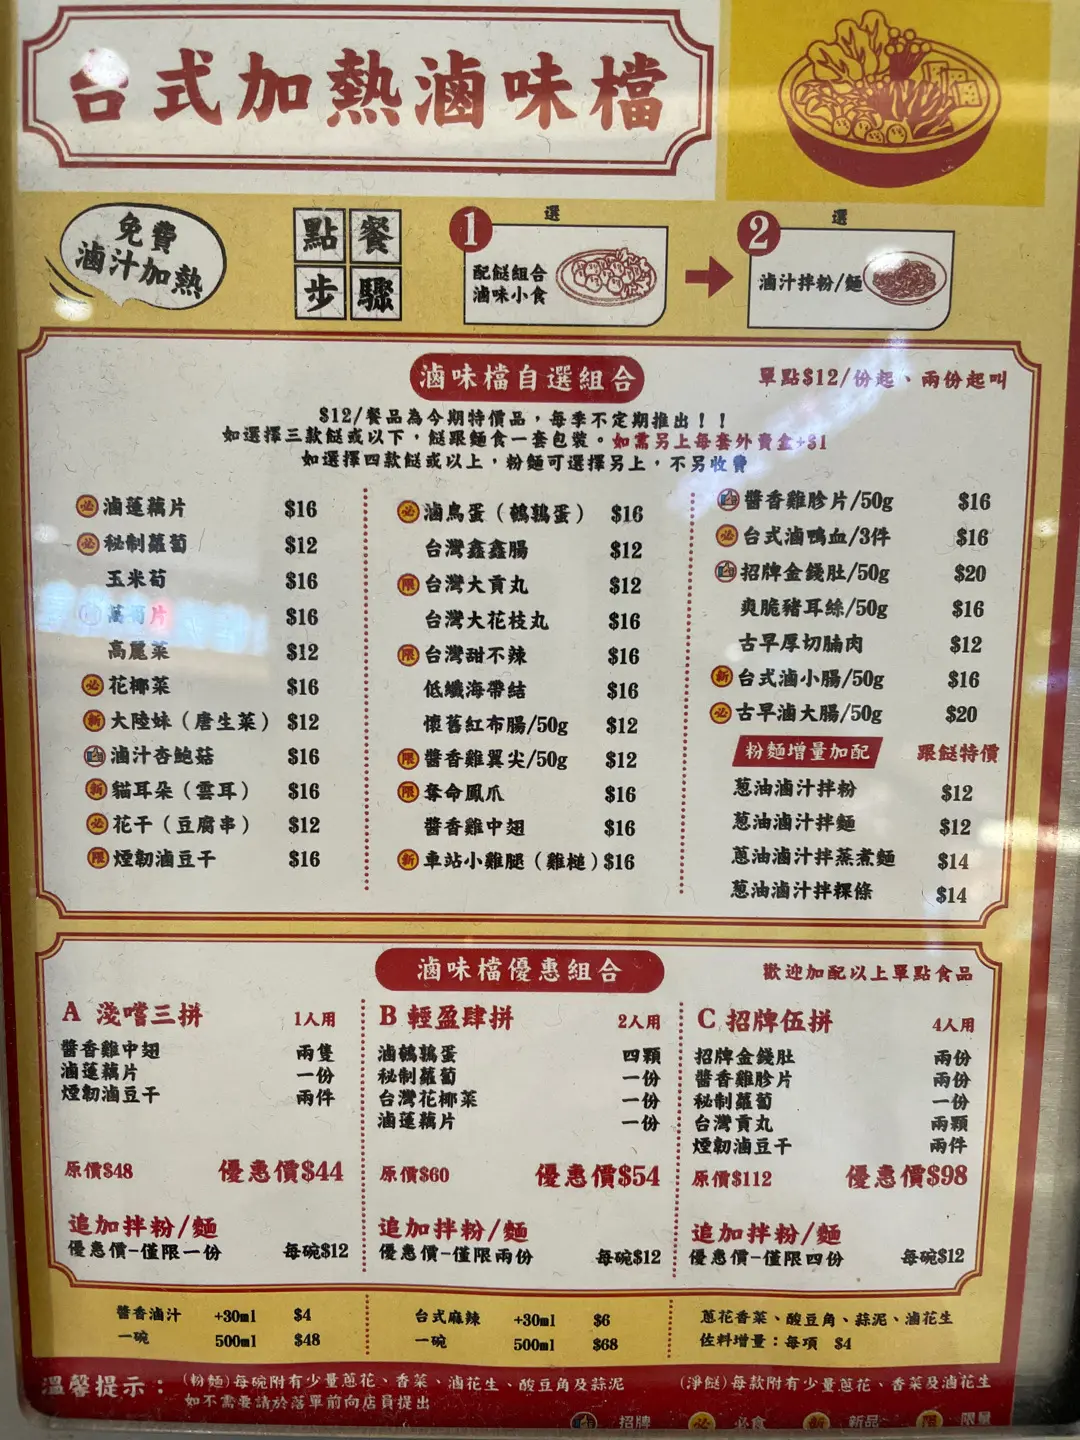 台式加熱滷味檔
免費
滷汁加熱
點餐
步驟
1 選
配餸組合
滷味小食
2 選
滷汁拌粉/麵
滷味檔自選組合
單點$12/份起、兩份起叫
$12/餐品為今期特價品，每季不定期推出！！
如選擇三款餸或以下，餸跟麵食一套包裝。如需另上每套外賣盒+$1
如選擇四款餸或以上，粉麵可選擇另上，不另收費
必 滷蓮藕片 $16
必 秘制蘿蔔 $12
玉米筍 $16
萵筍片 $16
高麗菜 $12
必 花椰菜 $16
新 大陸妹（唐生菜） $12
滷汁杏鮑菇 $16
新 貓耳朵（雲耳） $16
必 花干（豆腐串） $12
限 煙韌滷豆干 $16
必 滷鳥蛋（鵪鶉蛋） $16
台灣鑫鑫腸 $12
限 台灣大貢丸 $12
台灣大花枝丸 $16
限 台灣甜不辣 $16
低纖海帶結 $16
懷舊紅布腸/50g $12
限 醬香雞翼尖/50g $12
限 奪命鳳爪 $16
醬香雞中翅 $16
新 車站小雞腿（雞槌） $16
醬香雞胗片/50g $16
必 台式滷鴨血/3件 $16
招牌金錢肚/50g $20
爽脆豬耳絲/50g $16
古早厚切腩肉 $12
新 台式滷小腸/50g $16
必 古早滷大腸/50g $20
粉麵增量加配 跟餸特價
蔥油滷汁拌粉 $12
蔥油滷汁拌麵 $12
蔥油滷汁拌蒸煮麵 $14
蔥油滷汁拌粿條 $14
滷味檔優惠組合
歡迎加配以上單點食品
A 淺嚐三拼 1人用
醬香雞中翅 兩隻
滷蓮藕片 一份
煙韌滷豆干 兩件
原價$48 優惠價$44
追加拌粉/麵
優惠價-僅限一份 每碗$12
B 輕盈肆拼 2人用
滷鵪鶉蛋 四顆
秘制蘿蔔 一份
台灣花椰菜 一份
滷蓮藕片 一份
原價$60 優惠價$54
追加拌粉/麵
優惠價-僅限兩份 每碗$12
C 招牌伍拼 4人用
招牌金錢肚 兩份
醬香雞胗片 兩份
秘制蘿蔔 一份
台灣貢丸 兩顆
煙韌滷豆干 兩件
原價$112 優惠價$98
追加拌粉/麵
優惠價-僅限四份 每碗$12
醬香滷汁 +30ml $4
一碗 500ml $48
台式麻辣 +30ml $6
一碗 500ml $68
蔥花香菜、酸豆角、蒜泥、滷花生
佐料增量：每項 $4
溫馨提示：
(粉麵)每碗附有少量蔥花、香菜、滷花生、酸豆角及蒜泥
如不需要請於落單前向店員提出
(淨餸)每款附有少量蔥花、香菜及滷花生
招牌 必 必食 新 新品 限 限量